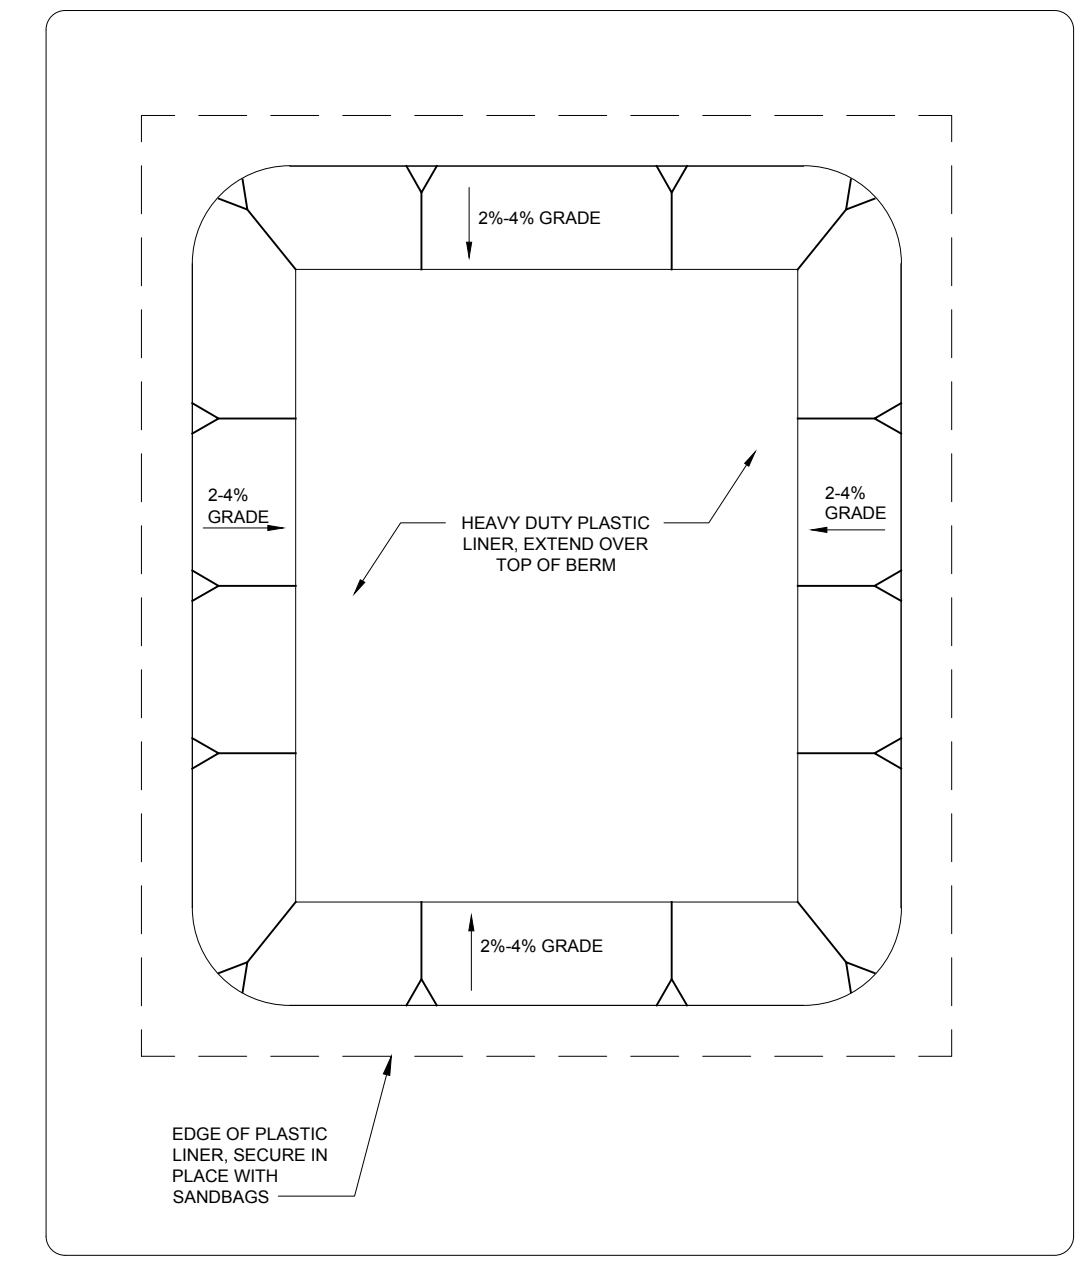 2%-4% GRADE
2-4%
GRADE
HEAVY DUTY PLASTIC
LINER, EXTEND OVER
TOP OF BERM
2-4%
GRADE
2%-4% GRADE
EDGE OF PLASTIC
LINER, SECURE IN
PLACE WITH
SANDBAGS